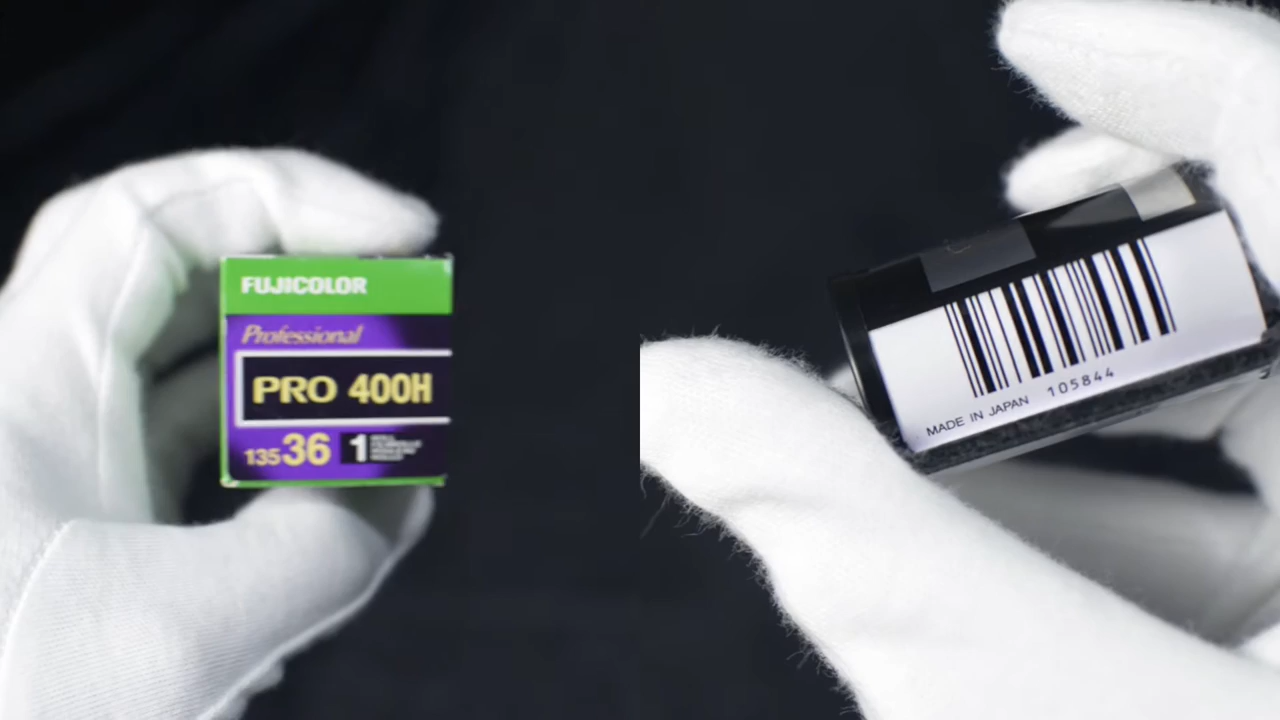 FUJICOLOR
Professional
PRO 400H
135 36 1
MADE IN JAPAN 105844